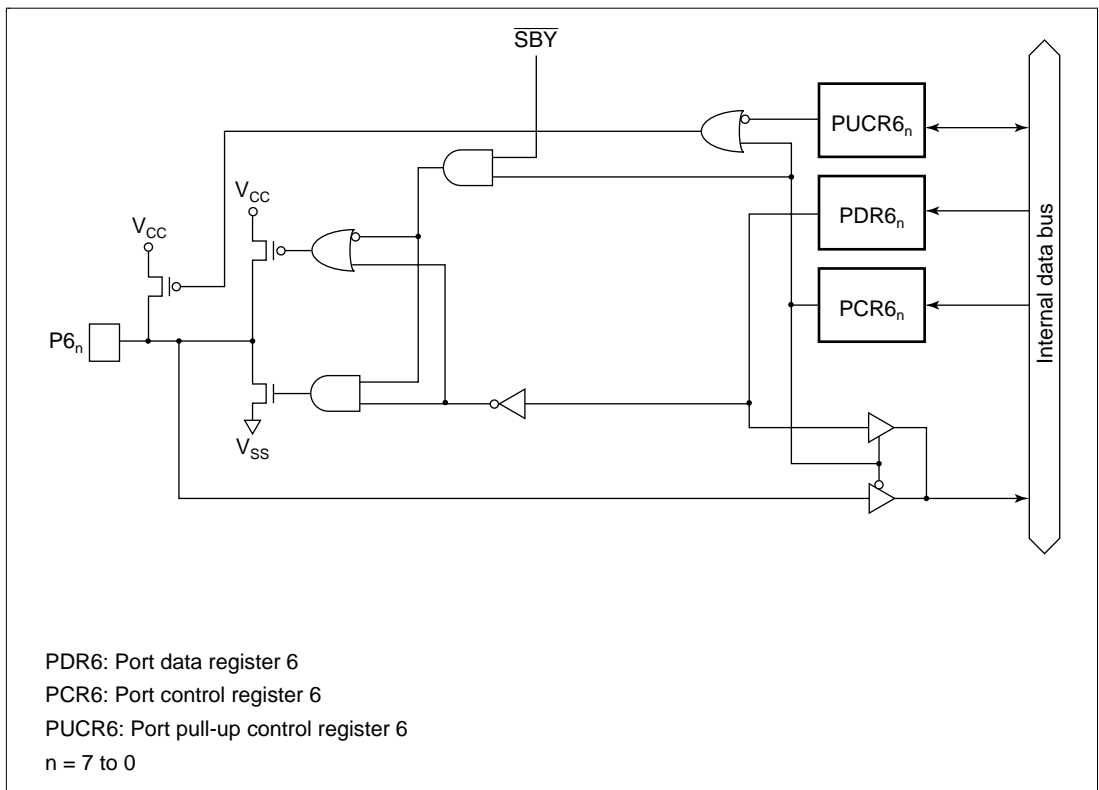 SBY
PUCR6n
VCC
PDR6n
VCC
PCR6n
P6n
VSS
Internal data bus
PDR6: Port data register 6
PCR6: Port control register 6
PUCR6: Port pull-up control register 6
n = 7 to 0